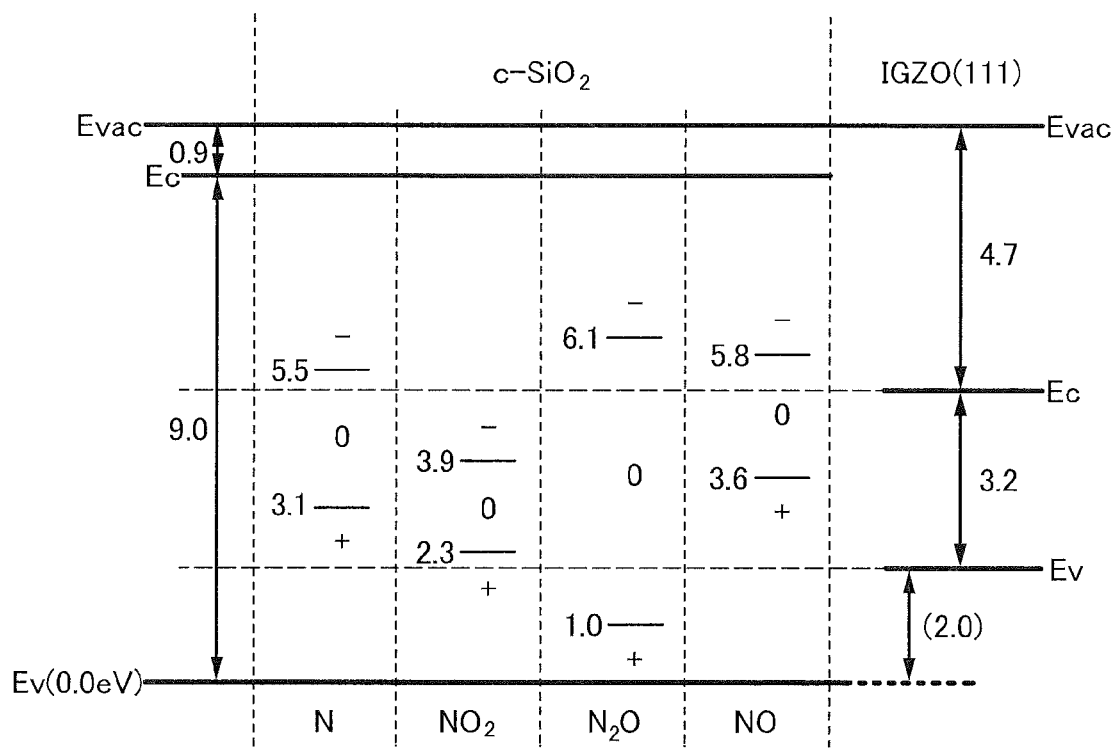 c-SiO₂ IGZO(111)
Evac Evac
0.9
Ec
4.7
− −
6.1 5.8
−
5.5
Ec
0
9.0 0 −
3.9 0 3.6 3.2
3.1 0 +
+ 2.3
+ Ev
1.0 (2.0)
+
Ev(0.0eV)
N NO₂ N₂O NO